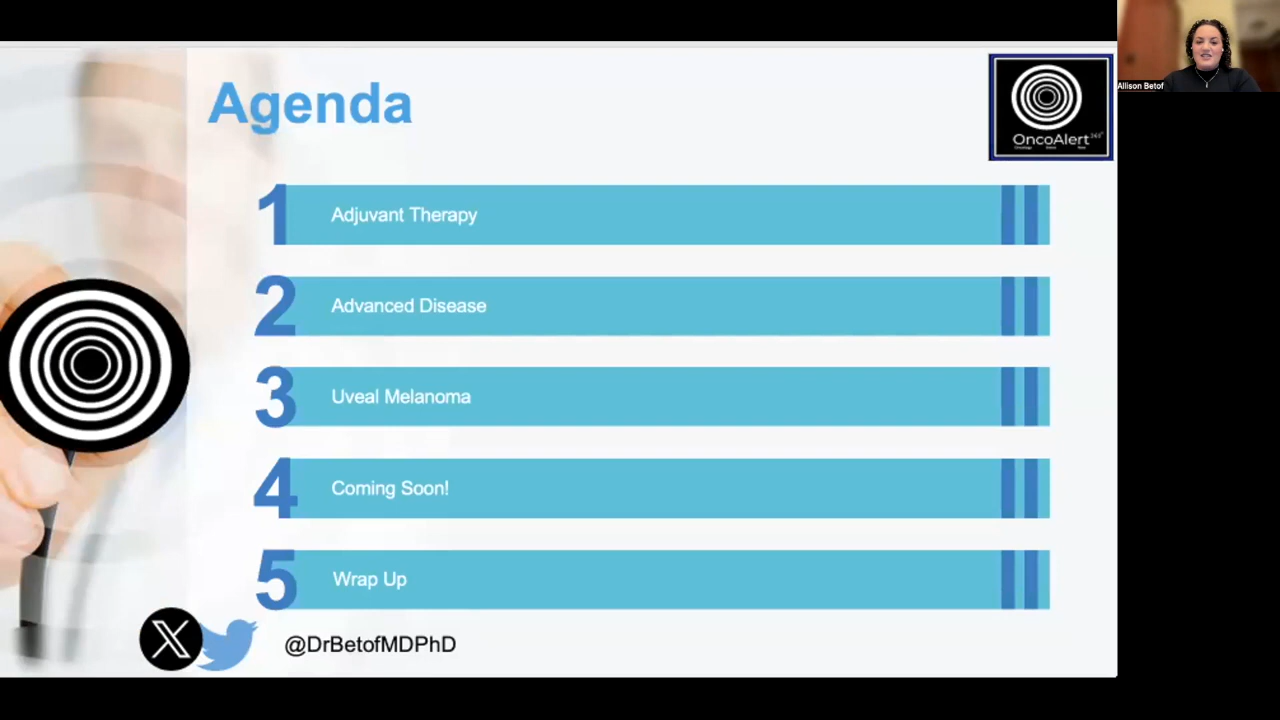 Agenda
OncoAlert
1
Adjuvant Therapy
2
Advanced Disease
3
Uveal Melanoma
4
Coming Soon!
5
Wrap Up
@DrBetofMDPhD
Allison Betof